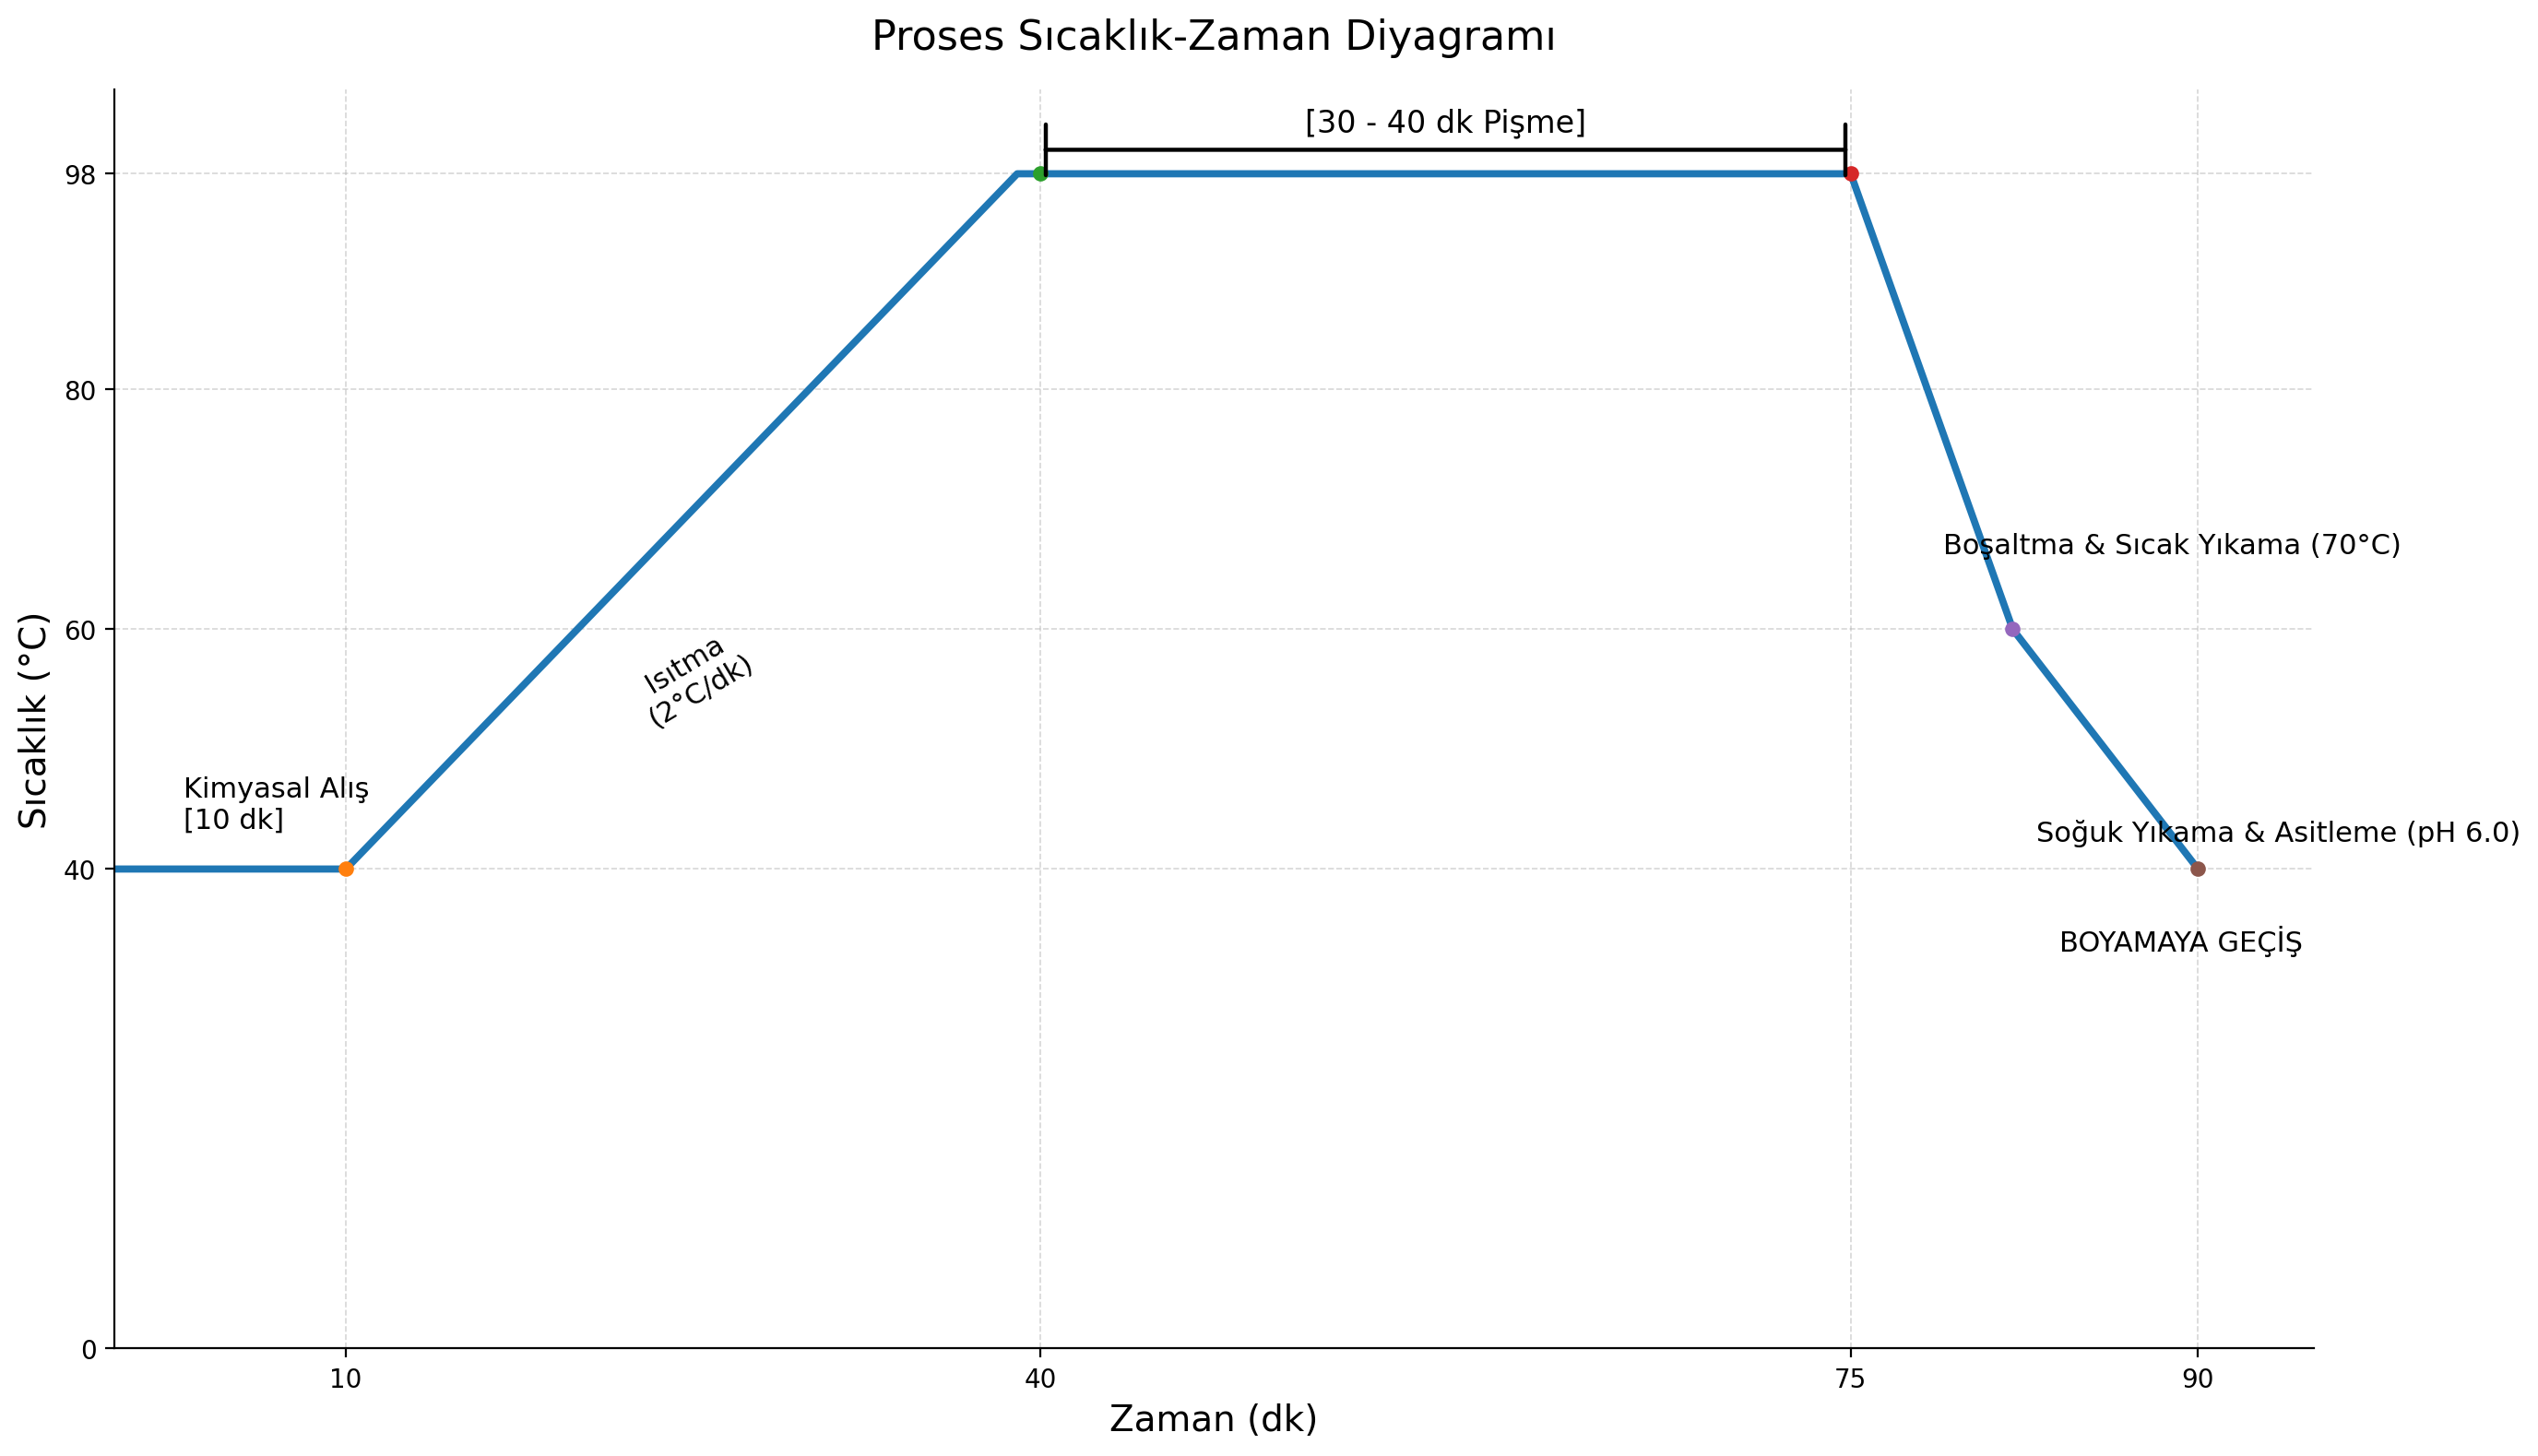 Proses Sıcaklık-Zaman Diyagramı
[30 - 40 dk Pişme]
98
80
Boşaltma & Sıcak Yıkama (70°C)
60
Isıtma
(2°C/dk)
Sıcaklık (°C)
Kimyasal Alış
[10 dk]
Soğuk Yıkama & Asitleme (pH 6.0)
40
BOYAMAYA GEÇİŞ
0
10 40 75 90
Zaman (dk)